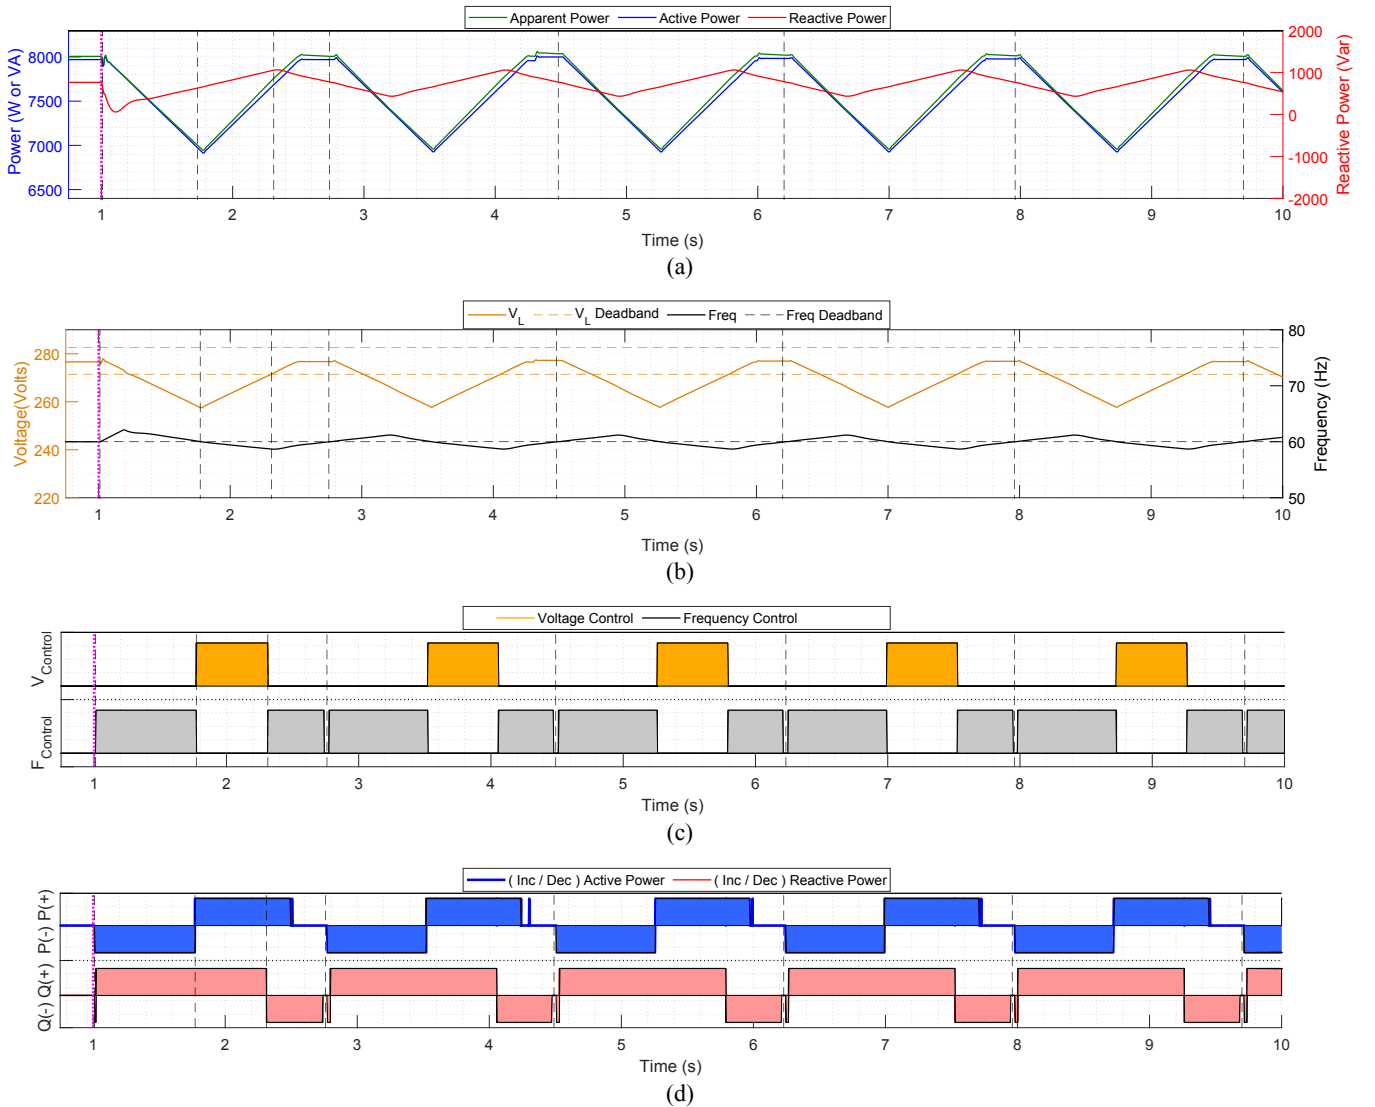 Apparent Power Active Power Reactive Power
8000
7500
7000
6500
Power (W or VA)
2000
1000
0
-1000
-2000
Reactive Power (Var)
1 2 3 4 5 6 7 8 9 10
Time (s)
(a)
V_L V_L Deadband Freq Freq Deadband
280
260
240
220
Voltage(Volts)
80
70
60
50
Frequency (Hz)
1 2 3 4 5 6 7 8 9 10
Time (s)
(b)
Voltage Control Frequency Control
V_Control
F_Control
1 2 3 4 5 6 7 8 9 10
Time (s)
(c)
( Inc / Dec ) Active Power ( Inc / Dec ) Reactive Power
Q(-) Q(+) P(-) P(+)
1 2 3 4 5 6 7 8 9 10
Time (s)
(d)